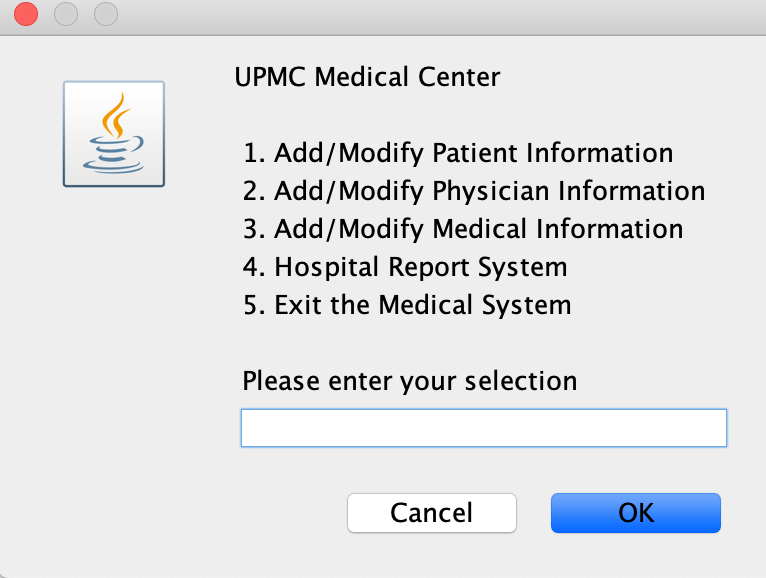 UPMC Medical Center
1. Add/Modify Patient Information
2. Add/Modify Physician Information
3. Add/Modify Medical Information
4. Hospital Report System
5. Exit the Medical System
Please enter your selection
Cancel OK